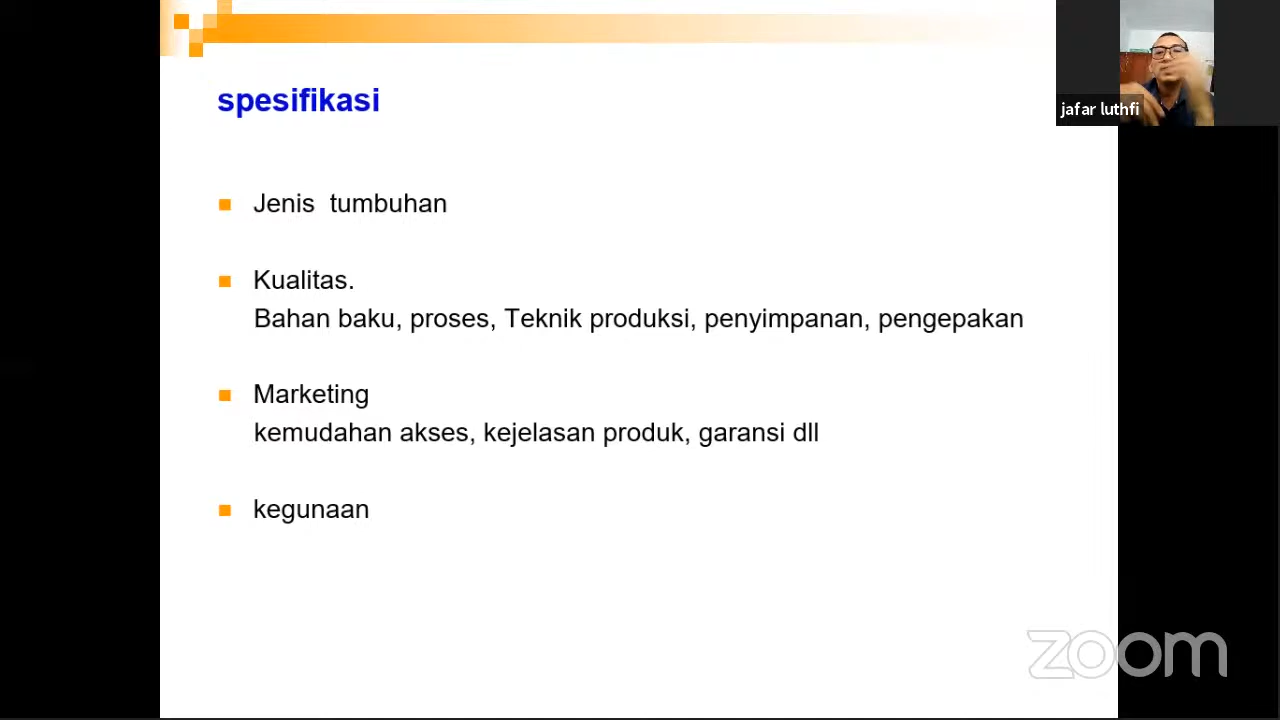 spesifikasi
jafar luthfi
Jenis tumbuhan
Kualitas.
Bahan baku, proses, Teknik produksi, penyimpanan, pengepakan
Marketing
kemudahan akses, kejelasan produk, garansi dll
kegunaan
zoom